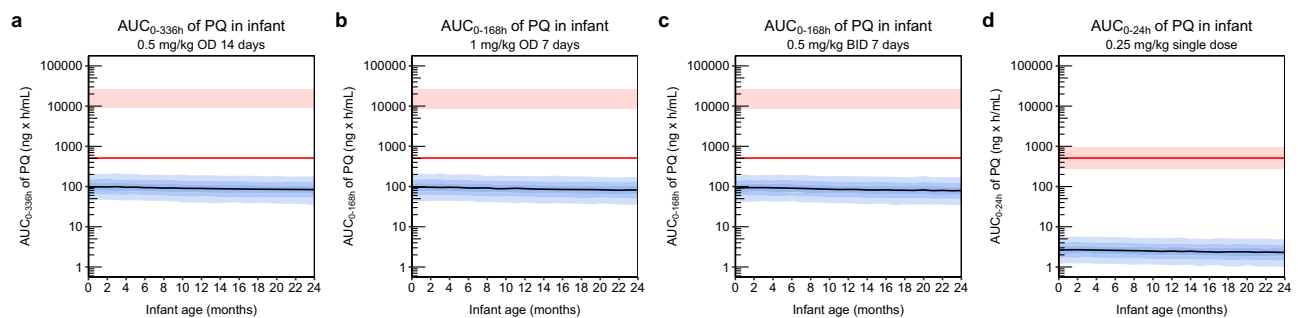 a
AUC0-336h of PQ in infant
0.5 mg/kg OD 14 days
AUC0-336h of PQ (ng x h/mL)
100000
10000
1000
100
10
1
0 2 4 6 8 10 12 14 16 18 20 22 24
Infant age (months)
b
AUC0-168h of PQ in infant
1 mg/kg OD 7 days
AUC0-168h of PQ (ng x h/mL)
100000
10000
1000
100
10
1
0 2 4 6 8 10 12 14 16 18 20 22 24
Infant age (months)
c
AUC0-168h of PQ in infant
0.5 mg/kg BID 7 days
AUC0-168h of PQ (ng x h/mL)
100000
10000
1000
100
10
1
0 2 4 6 8 10 12 14 16 18 20 22 24
Infant age (months)
d
AUC0-24h of PQ in infant
0.25 mg/kg single dose
AUC0-24h of PQ (ng x h/mL)
100000
10000
1000
100
10
1
0 2 4 6 8 10 12 14 16 18 20 22 24
Infant age (months)